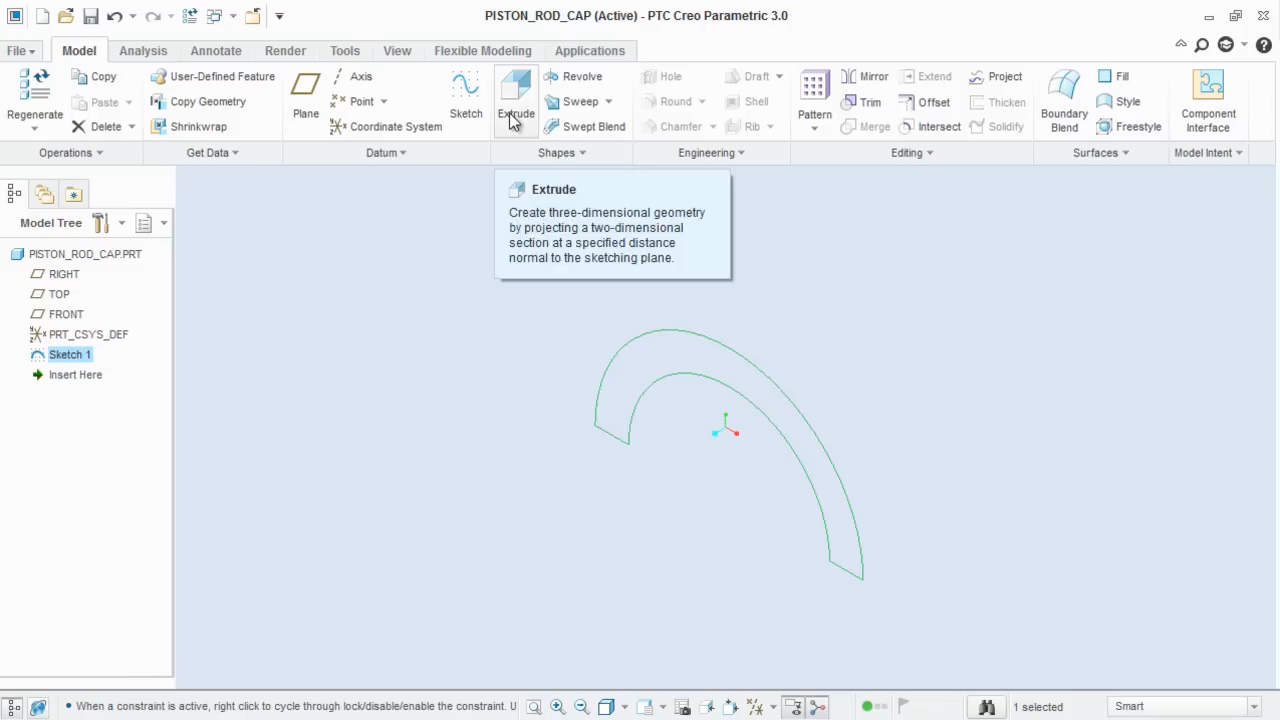 PISTON_ROD_CAP (Active) - PTC Creo Parametric 3.0
File Model Analysis Annotate Render Tools View Flexible Modeling Applications
Regenerate Copy Paste Delete
User-Defined Feature Copy Geometry Shrinkwrap
Plane Axis Point Coordinate System Sketch
Extrude Revolve Sweep Swept Blend
Hole Round Chamfer Draft Shell Rib
Pattern Mirror Trim Merge Extend Offset Intersect Project Thicken Solidify
Boundary Blend Fill Style Freestyle
Component Interface
Operations Get Data Datum Shapes Engineering Editing Surfaces Model Intent
Extrude
Create three-dimensional geometry
by projecting a two-dimensional
section at a specified distance
normal to the sketching plane.
Model Tree
PISTON_ROD_CAP.PRT
RIGHT
TOP
FRONT
PRT_CSYS_DEF
Sketch 1
Insert Here
• When a constraint is active, right click to cycle through lock/disable/enable the constraint. U 1 selected Smart